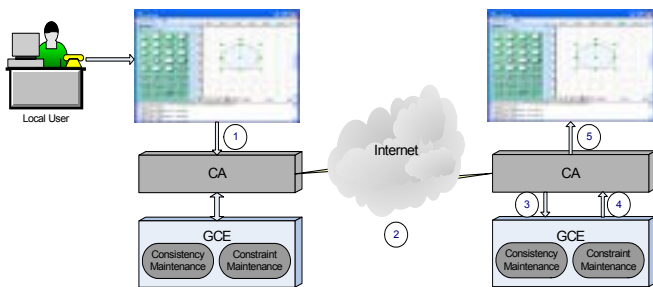 Local User
1
5
Internet
CA
CA
2
3
4
GCE
GCE
Consistency
Maintenance
Constraint
Maintenance
Consistency
Maintenance
Constraint
Maintenance